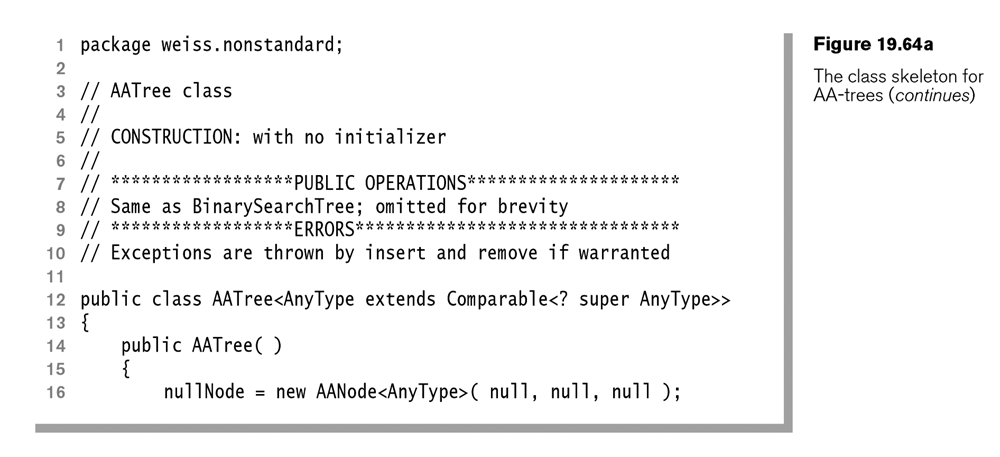 1 package weiss.nonstandard;
2
3 // AATree class
4 //
5 // CONSTRUCTION: with no initializer
6 //
7 // ******************PUBLIC OPERATIONS*********************
8 // Same as BinarySearchTree; omitted for brevity
9 // ******************ERRORS********************************
10 // Exceptions are thrown by insert and remove if warranted
11
12 public class AATree<AnyType extends Comparable<? super AnyType>>
13 {
14     public AATree( )
15     {
16         nullNode = new AANode<AnyType>( null, null, null );
Figure 19.64a
The class skeleton for
AA-trees (continues)